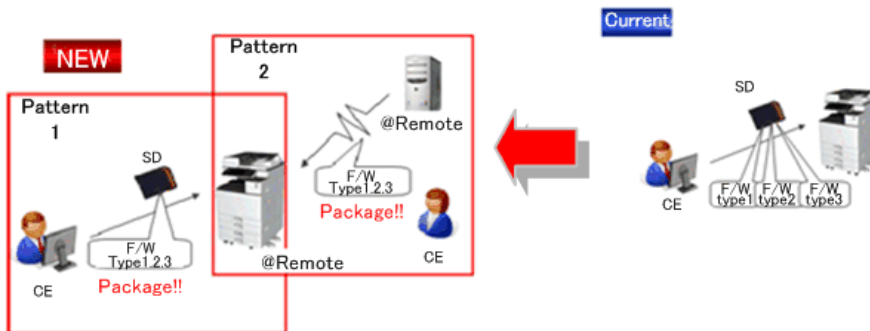 NEW
Pattern
1
SD
F/W
Type1.2.3
Package!!
CE
Pattern
2
@Remote
F/W
Type1.2.3
Package!!
CE
@Remote
Current
SD
CE
F/W
type1
F/W
type2
F/W
type3